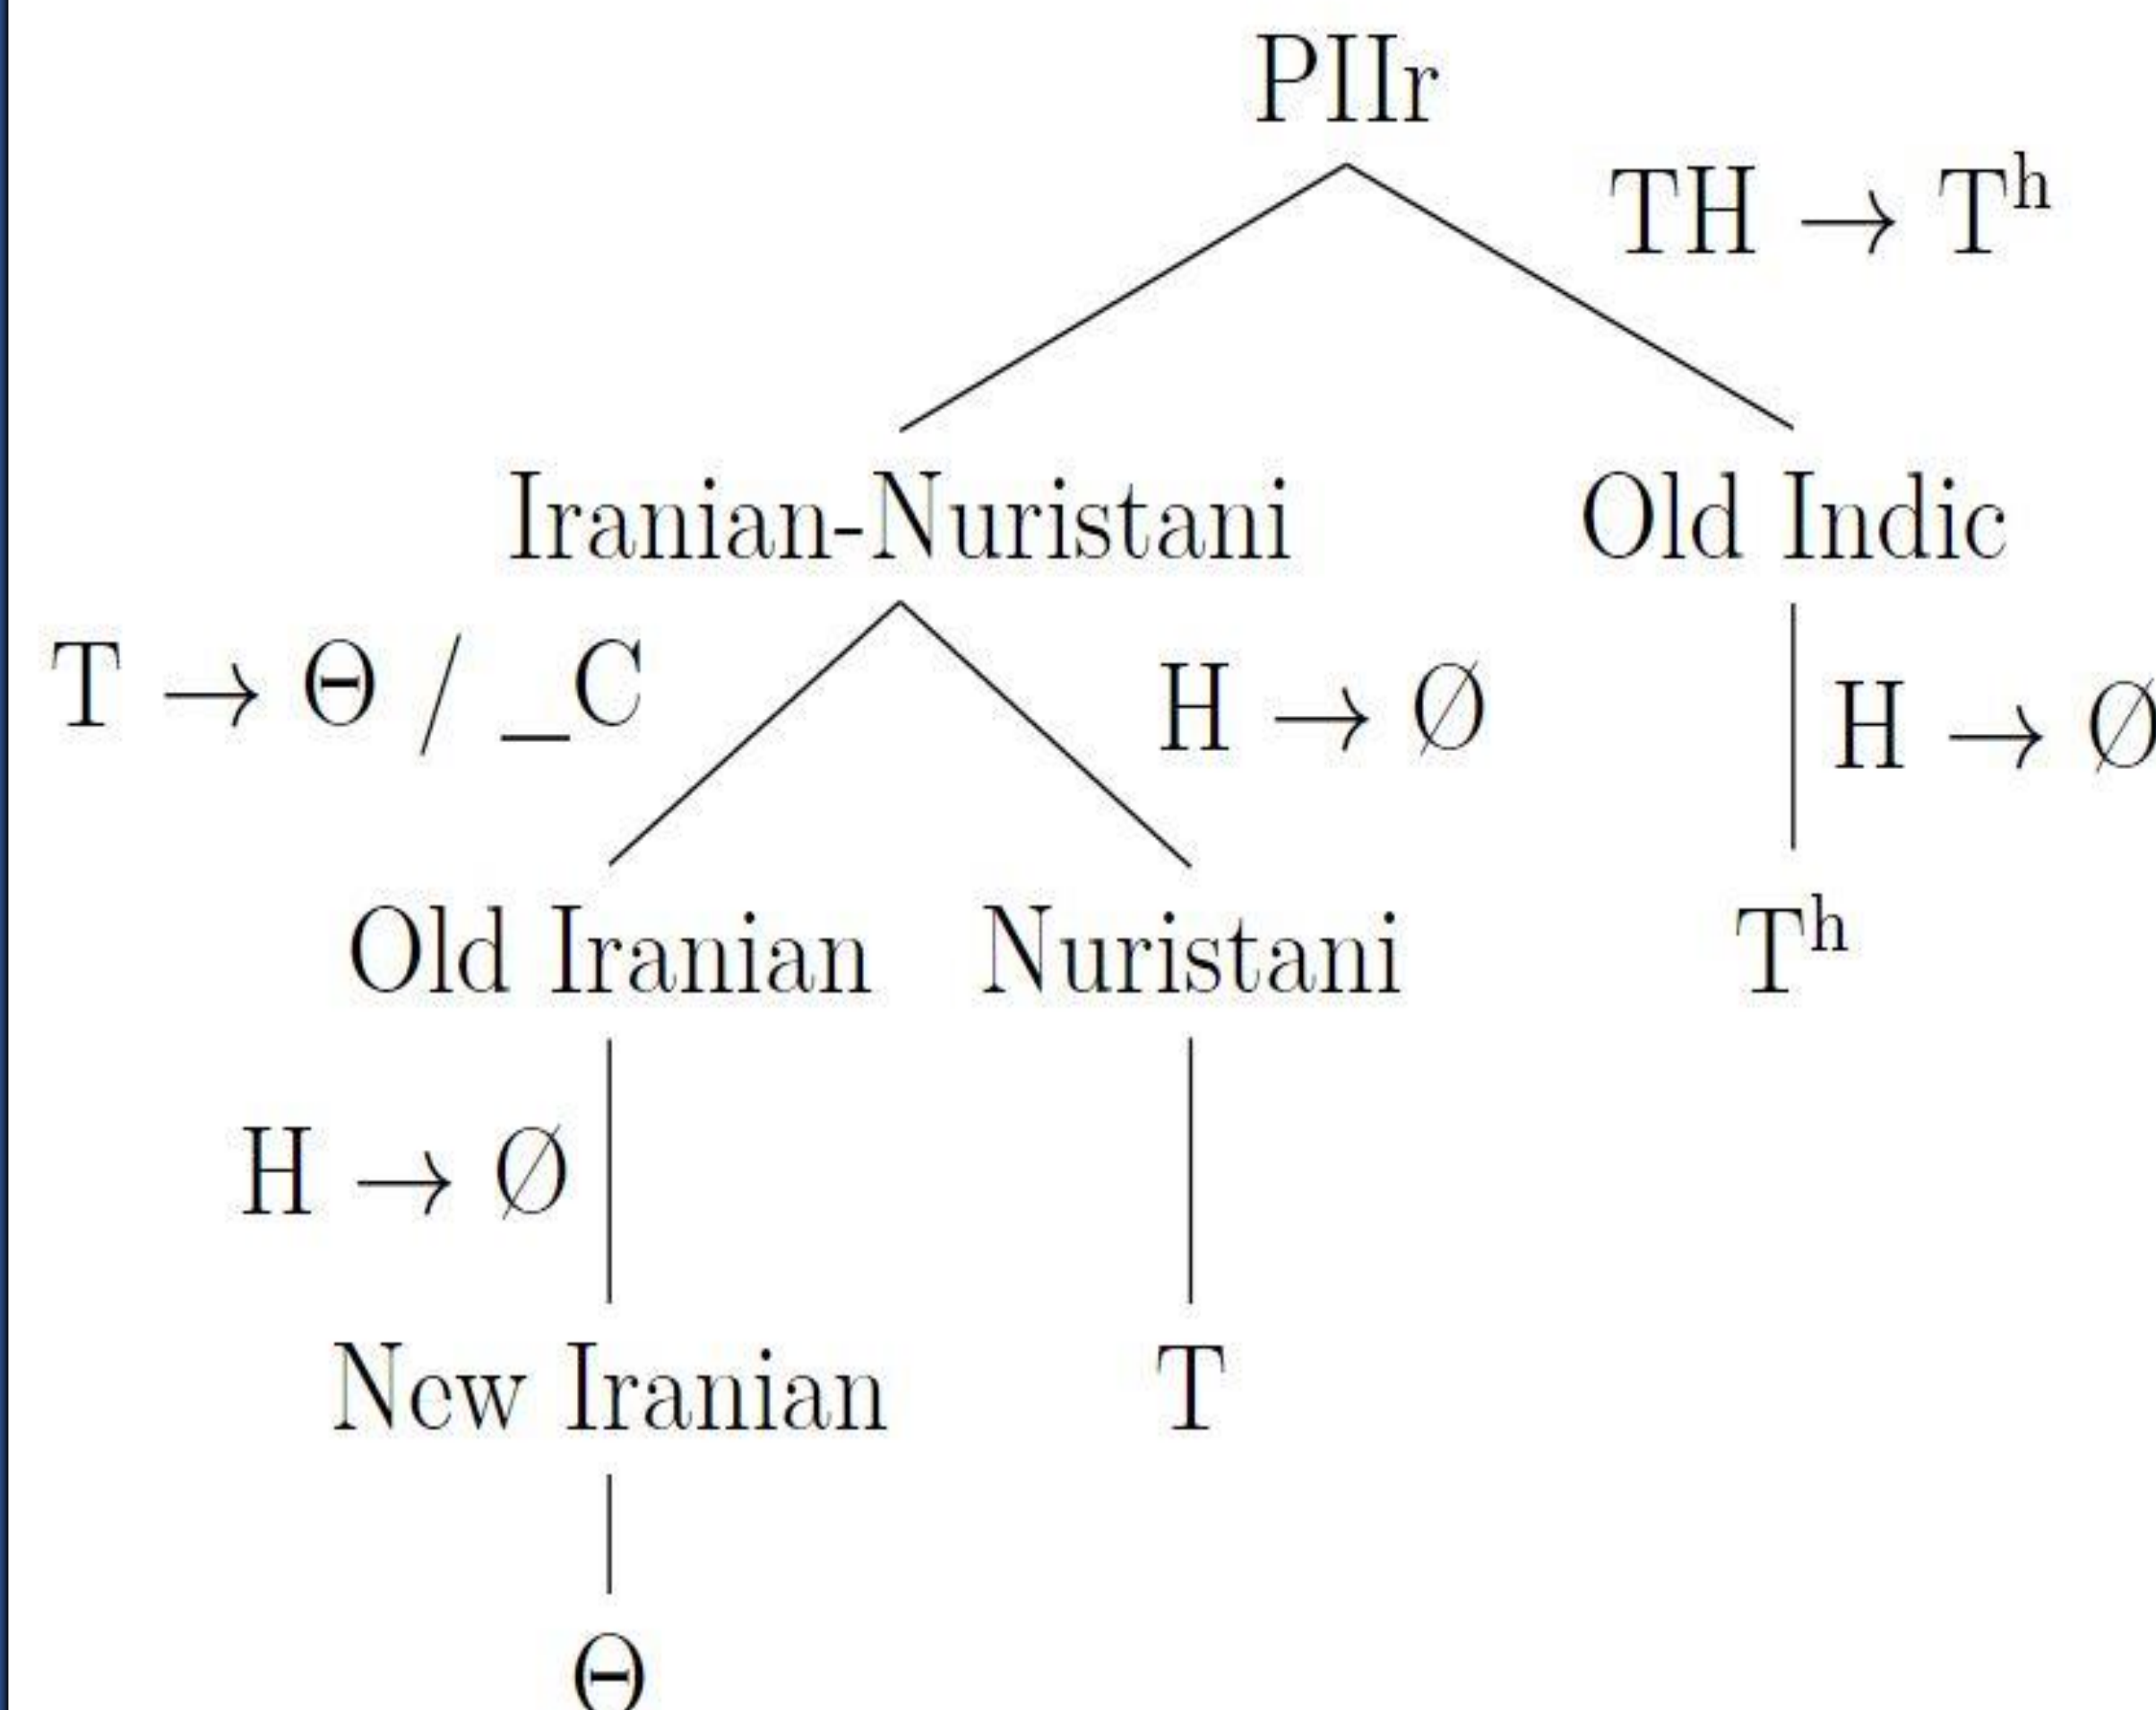 PIIr
TH → Tʰ
Iranian-Nuristani Old Indic
T → Θ / _C H → Ø H → Ø
Old Iranian Nuristani Tʰ
H → Ø
New Iranian T
Θ